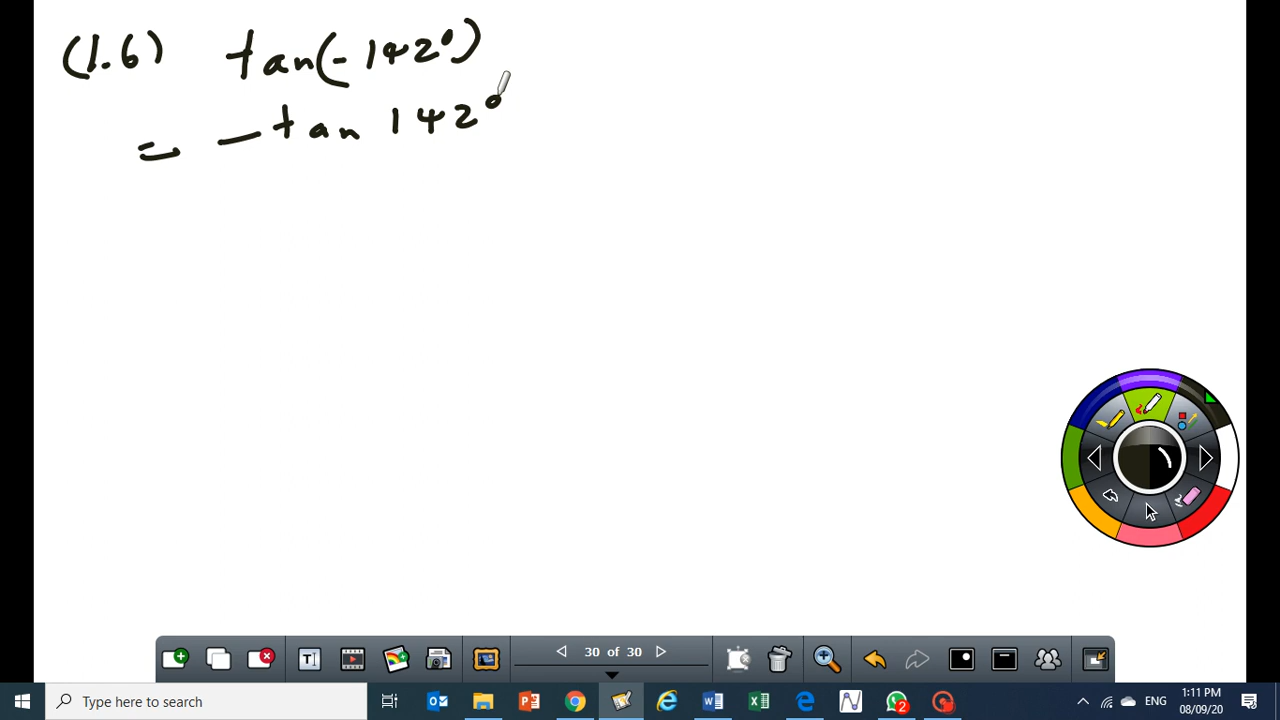 (1.6) tan(-142°)
= -tan 142°
30 of 30
Type here to search
ENG
1:11 PM
08/09/20
2